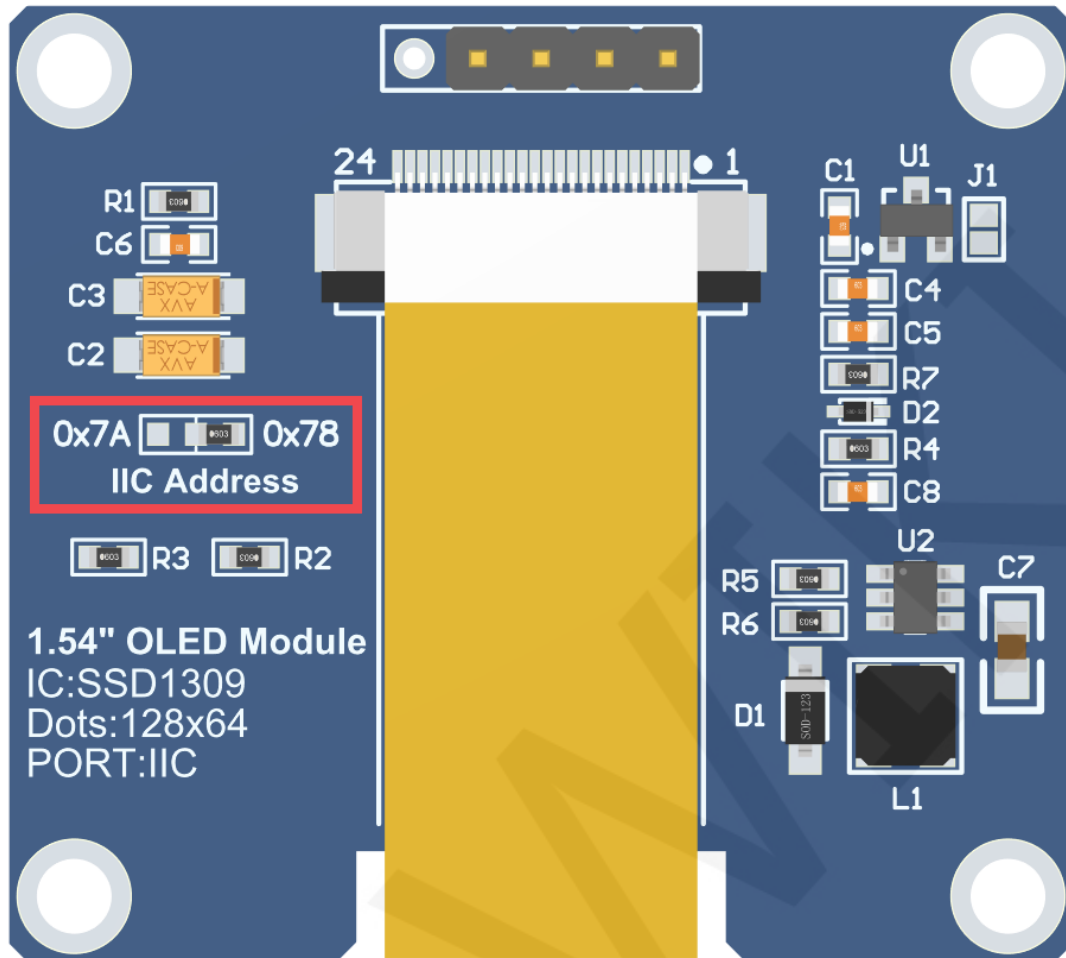 24 1
C1 U1 J1
R1
C6
C3 AVX A-CASE
C2 AVX A-CASE
C4
C5
R7
D2
R4
C8
0x7A 0603 0x78
IIC Address
R3 R2
U2
C7
R5
R6
1.54" OLED Module
IC:SSD1309
Dots:128x64
PORT:IIC
D1 SOD-123
L1